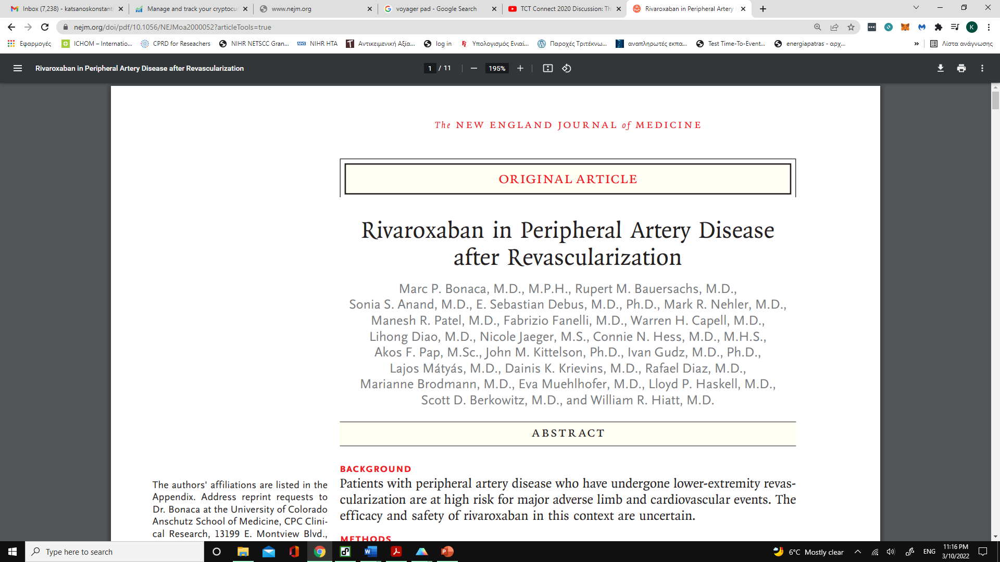 Inbox (7,238) - katsanoskonstant
Manage and track your cryptocu
www.nejm.org
voyager pad - Google Search
TCT Connect 2020 Discussion: Th
Rivaroxaban in Peripheral Artery
nejm.org/doi/pdf/10.1056/NEJMoa2000052?articleTools=true
K
Εφαρμογές
ICHOM – Internatio...
CPRD for Reseachers
NIHR NETSCC Gran...
NHS NIHR HTA
Αντικειμενική Αξία...
log in
Υπολογισμός Ενιαί...
Παροχές Τριτέκνω...
αναπληρωτές εκπα...
Test Time-To-Event...
energiapatras - αρχ...
»
Λίστα ανάγνωσης
Rivaroxaban in Peripheral Artery Disease after Revascularization
1 / 11
195%
The NEW ENGLAND JOURNAL of MEDICINE
ORIGINAL ARTICLE
Rivaroxaban in Peripheral Artery Disease
after Revascularization
Marc P. Bonaca, M.D., M.P.H., Rupert M. Bauersachs, M.D.,
Sonia S. Anand, M.D., E. Sebastian Debus, M.D., Ph.D., Mark R. Nehler, M.D.,
Manesh R. Patel, M.D., Fabrizio Fanelli, M.D., Warren H. Capell, M.D.,
Lihong Diao, M.D., Nicole Jaeger, M.S., Connie N. Hess, M.D., M.H.S.,
Akos F. Pap, M.Sc., John M. Kittelson, Ph.D., Ivan Gudz, M.D., Ph.D.,
Lajos Mátyás, M.D., Dainis K. Krievins, M.D., Rafael Diaz, M.D.,
Marianne Brodmann, M.D., Eva Muehlhofer, M.D., Lloyd P. Haskell, M.D.,
Scott D. Berkowitz, M.D., and William R. Hiatt, M.D.
ABSTRACT
BACKGROUND
Patients with peripheral artery disease who have undergone lower-extremity revas-
cularization are at high risk for major adverse limb and cardiovascular events. The
efficacy and safety of rivaroxaban in this context are uncertain.
METHODS
The authors' affiliations are listed in the
Appendix. Address reprint requests to
Dr. Bonaca at the University of Colorado
Anschutz School of Medicine, CPC Clini-
cal Research, 13199 E. Montview Blvd.,
Type here to search
6°C Mostly clear
ENG
11:16 PM
3/10/2022